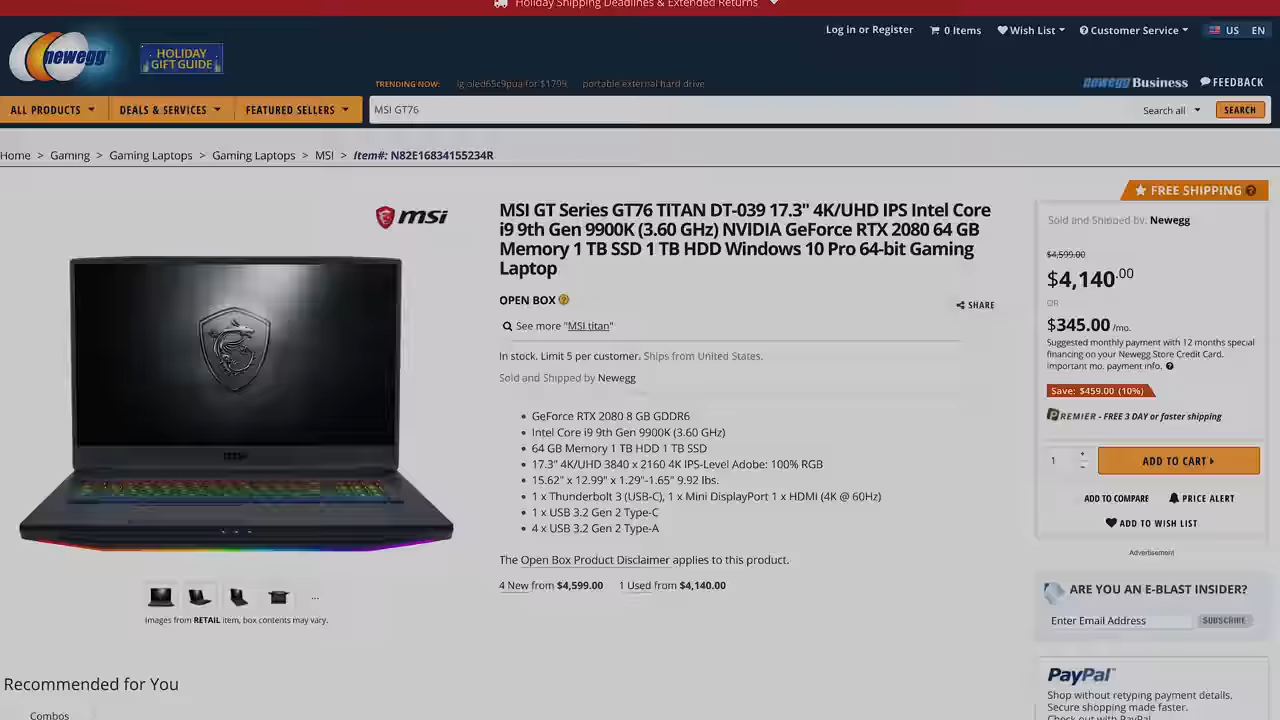 Holiday Shipping Deadlines & Extended Returns
newegg
HOLIDAY
GIFT GUIDE
Log in or Register
0 Items
Wish List
Customer Service
US EN
TRENDING NOW: lg oled65c9pua for $1799 portable external hard drive
newegg Business
FEEDBACK
ALL PRODUCTS
DEALS & SERVICES
FEATURED SELLERS
MSI GT76
Search all
SEARCH
Home > Gaming > Gaming Laptops > Gaming Laptops > MSI > Item#: N82E16834155234R
msi
MSI GT Series GT76 TITAN DT-039 17.3" 4K/UHD IPS Intel Core
i9 9th Gen 9900K (3.60 GHz) NVIDIA GeForce RTX 2080 64 GB
Memory 1 TB SSD 1 TB HDD Windows 10 Pro 64-bit Gaming
Laptop
OPEN BOX ?
SHARE
See more "MSI titan"
In stock. Limit 5 per customer. Ships from United States.
Sold and Shipped by Newegg
• GeForce RTX 2080 8 GB GDDR6
• Intel Core i9 9th Gen 9900K (3.60 GHz)
• 64 GB Memory 1 TB HDD 1 TB SSD
• 17.3" 4K/UHD 3840 x 2160 4K IPS-Level Adobe: 100% RGB
• 15.62" x 12.99" x 1.29"-1.65" 9.92 lbs.
• 1 x Thunderbolt 3 (USB-C), 1 x Mini DisplayPort 1 x HDMI (4K @ 60Hz)
• 1 x USB 3.2 Gen 2 Type-C
• 4 x USB 3.2 Gen 2 Type-A
The Open Box Product Disclaimer applies to this product.
4 New from $4,599.00 1 Used from $4,140.00
...
Images from RETAIL item, box contents may vary.
FREE SHIPPING ?
Sold and Shipped by: Newegg
$4,599.00
$4,140.00
OR
$345.00 /mo.
Suggested monthly payment with 12 months special
financing on your Newegg Store Credit Card.
Important mo. payment info. ?
Save: $459.00 (10%)
PREMIER - FREE 3 DAY or faster shipping
1
ADD TO CART
ADD TO COMPARE
PRICE ALERT
ADD TO WISH LIST
Advertisement
ARE YOU AN E-BLAST INSIDER?
Enter Email Address
SUBSCRIBE
PayPal
Shop without retyping payment details.
Secure shopping made faster.
Check out with PayPal.
Recommended for You
Combos